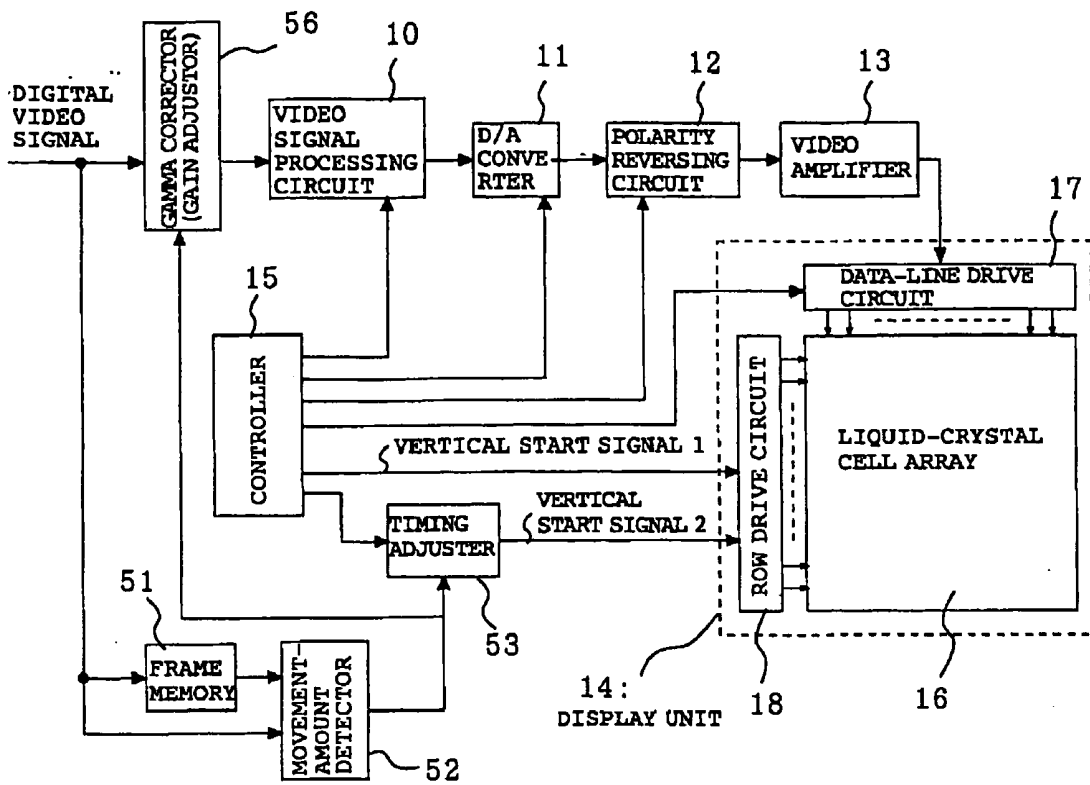 56
10
11
12
13
DIGITAL
VIDEO
SIGNAL
GAMMA CORRECTOR
(GAIN ADJUSTOR)
VIDEO
SIGNAL
PROCESSING
CIRCUIT
D/A
CONVE
RTER
POLARITY
REVERSING
CIRCUIT
VIDEO
AMPLIFIER
17
DATA-LINE DRIVE
CIRCUIT
15
CONTROLLER
VERTICAL START SIGNAL 1
VERTICAL
START SIGNAL 2
TIMING
ADJUSTER
53
ROW DRIVE CIRCUIT
LIQUID-CRYSTAL
CELL ARRAY
51
FRAME
MEMORY
MOVEMENT-
AMOUNT
DETECTOR
52
14:
DISPLAY UNIT
18
16